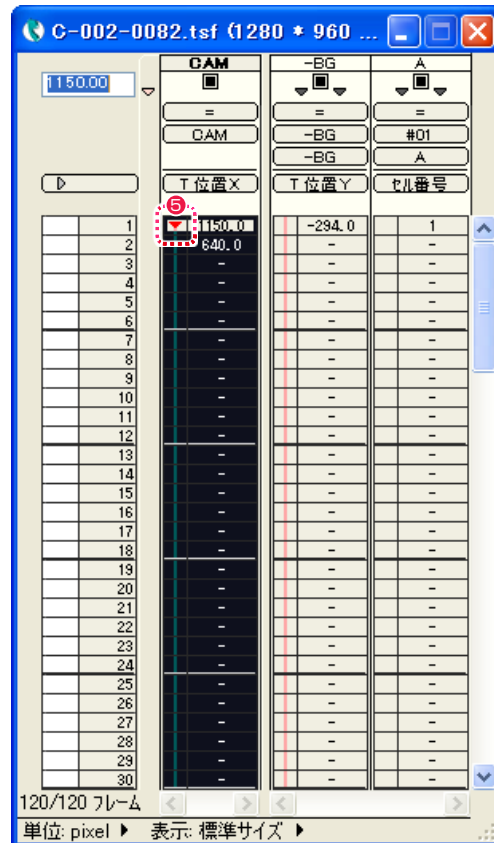 C-002-0082.tsf (1280 * 960 ...
CAM -BG A
1150.00
= = =
CAM -BG #01
-BG A
T位置X T位置Y セル番号
5
1 1150.0 -294.0 1
2 640.0 - -
3 - - -
4 - - -
5 - - -
6 - - -
7 - - -
8 - - -
9 - - -
10 - - -
11 - - -
12 - - -
13 - - -
14 - - -
15 - - -
16 - - -
17 - - -
18 - - -
19 - - -
20 - - -
21 - - -
22 - - -
23 - - -
24 - - -
25 - - -
26 - - -
27 - - -
28 - - -
29 - - -
30 - - -
120/120 フレーム
単位: pixel 表示: 標準サイズ